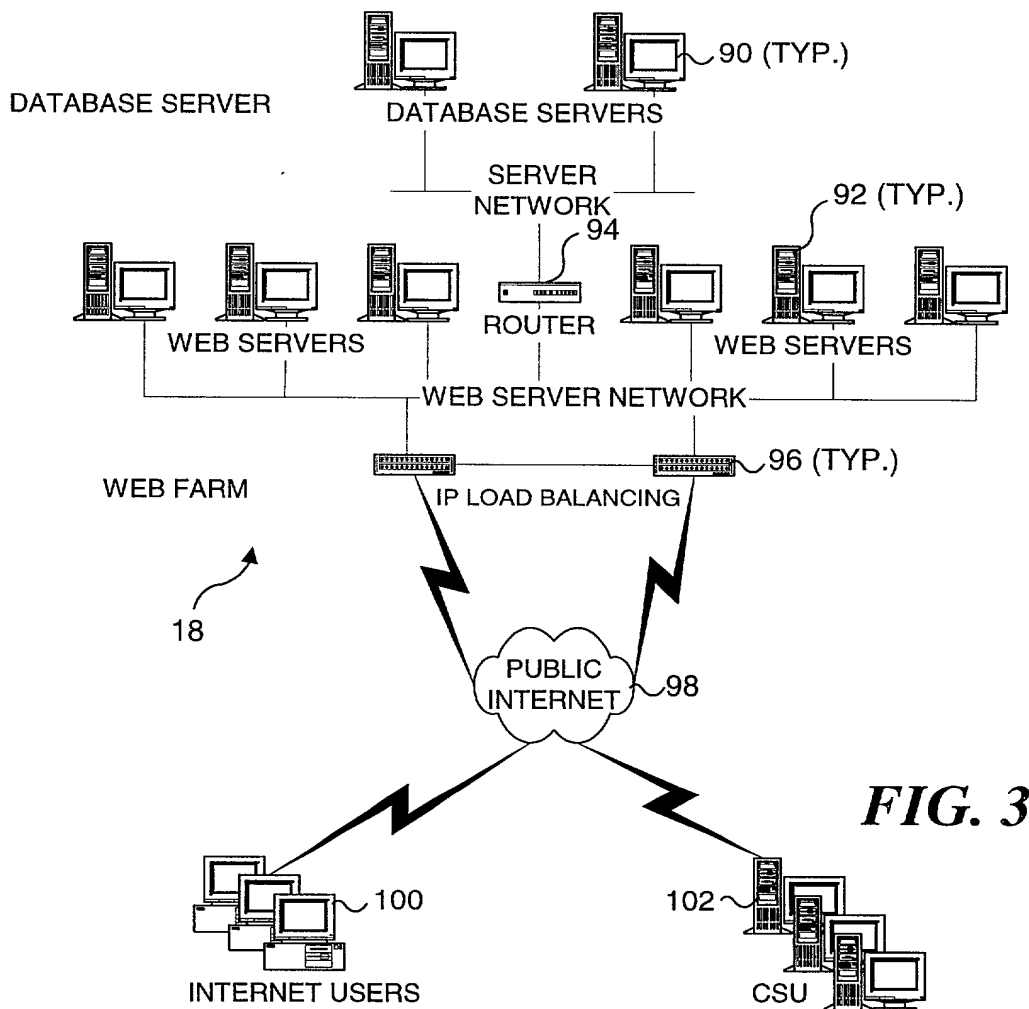 90 (TYP.)
DATABASE SERVER
DATABASE SERVERS
SERVER
NETWORK
92 (TYP.)
94
ROUTER
WEB SERVERS
WEB SERVERS
WEB SERVER NETWORK
96 (TYP.)
WEB FARM
IP LOAD BALANCING
18
PUBLIC
INTERNET
98
FIG. 3
100
102
INTERNET USERS
CSU